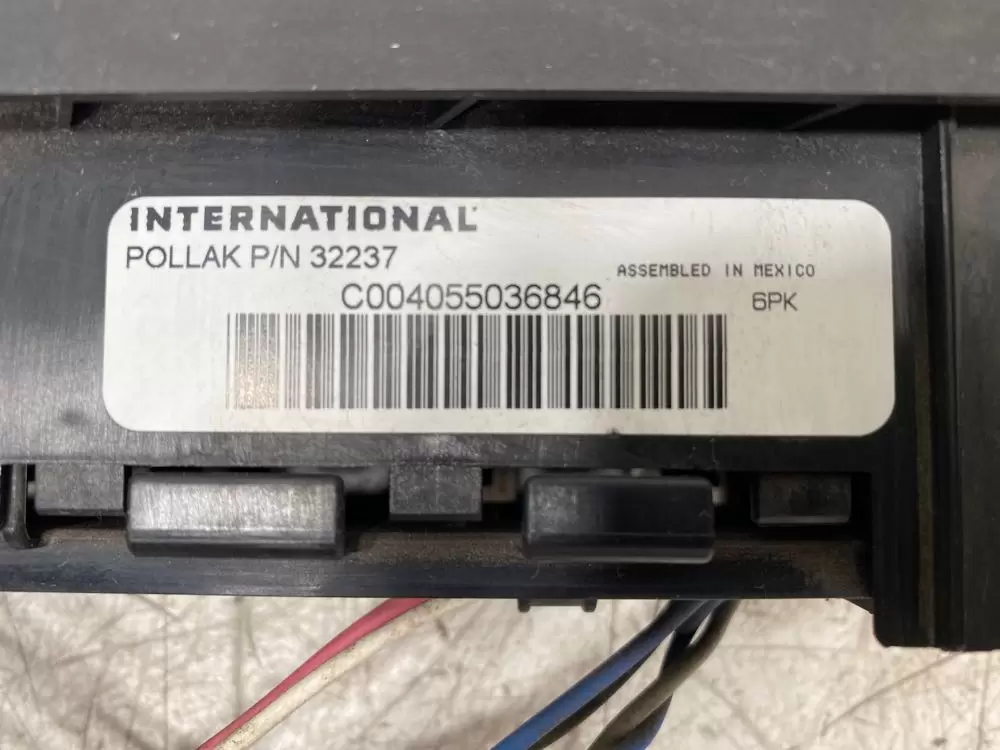 INTERNATIONAL
POLLAK P/N 32237
ASSEMBLED IN MEXICO
C004055036846
6PK